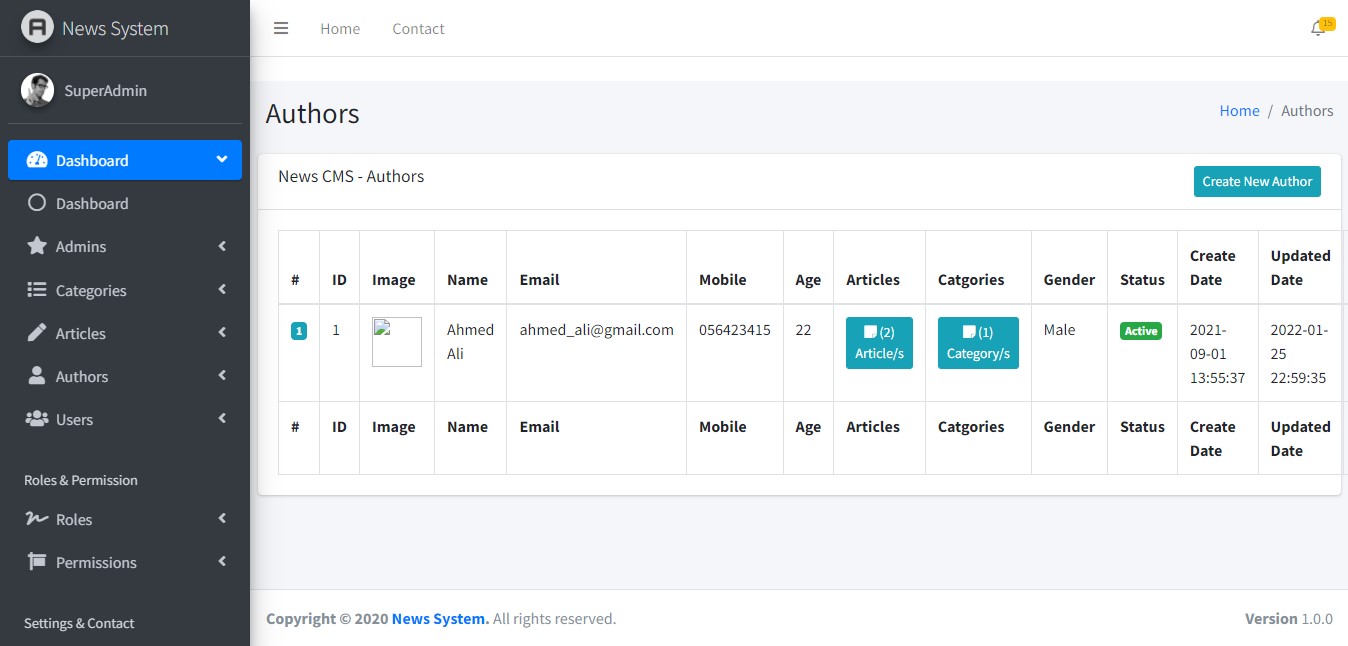 News System
Home
Contact
15
SuperAdmin
Dashboard
Dashboard
Admins
Categories
Articles
Authors
Users
Roles & Permission
Roles
Permissions
Settings & Contact
Authors
Home / Authors
News CMS - Authors
Create New Author
# ID Image Name Email Mobile Age Articles Catgories Gender Status Create Date Updated Date
1 1 Ahmed Ali ahmed_ali@gmail.com 056423415 22 (2) Article/s (1) Category/s Male Active 2021-09-01 13:55:37 2022-01-25 22:59:35
# ID Image Name Email Mobile Age Articles Catgories Gender Status Create Date Updated Date
Copyright © 2020 News System. All rights reserved.
Version 1.0.0